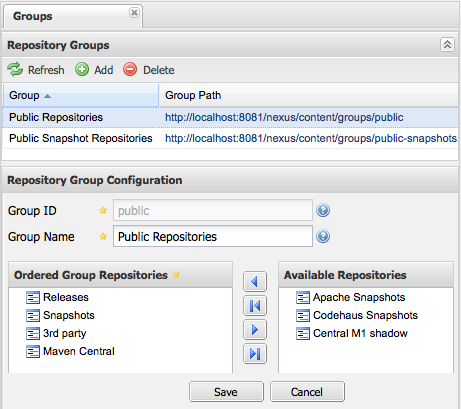 Groups
Repository Groups
Refresh Add Delete
Group Group Path
Public Repositories http://localhost:8081/nexus/content/groups/public
Public Snapshot Repositories http://localhost:8081/nexus/content/groups/public-snapshots
Repository Group Configuration
Group ID public
Group Name Public Repositories
Ordered Group Repositories Available Repositories
Releases Apache Snapshots
Snapshots Codehaus Snapshots
3rd party Central M1 shadow
Maven Central
Save Cancel